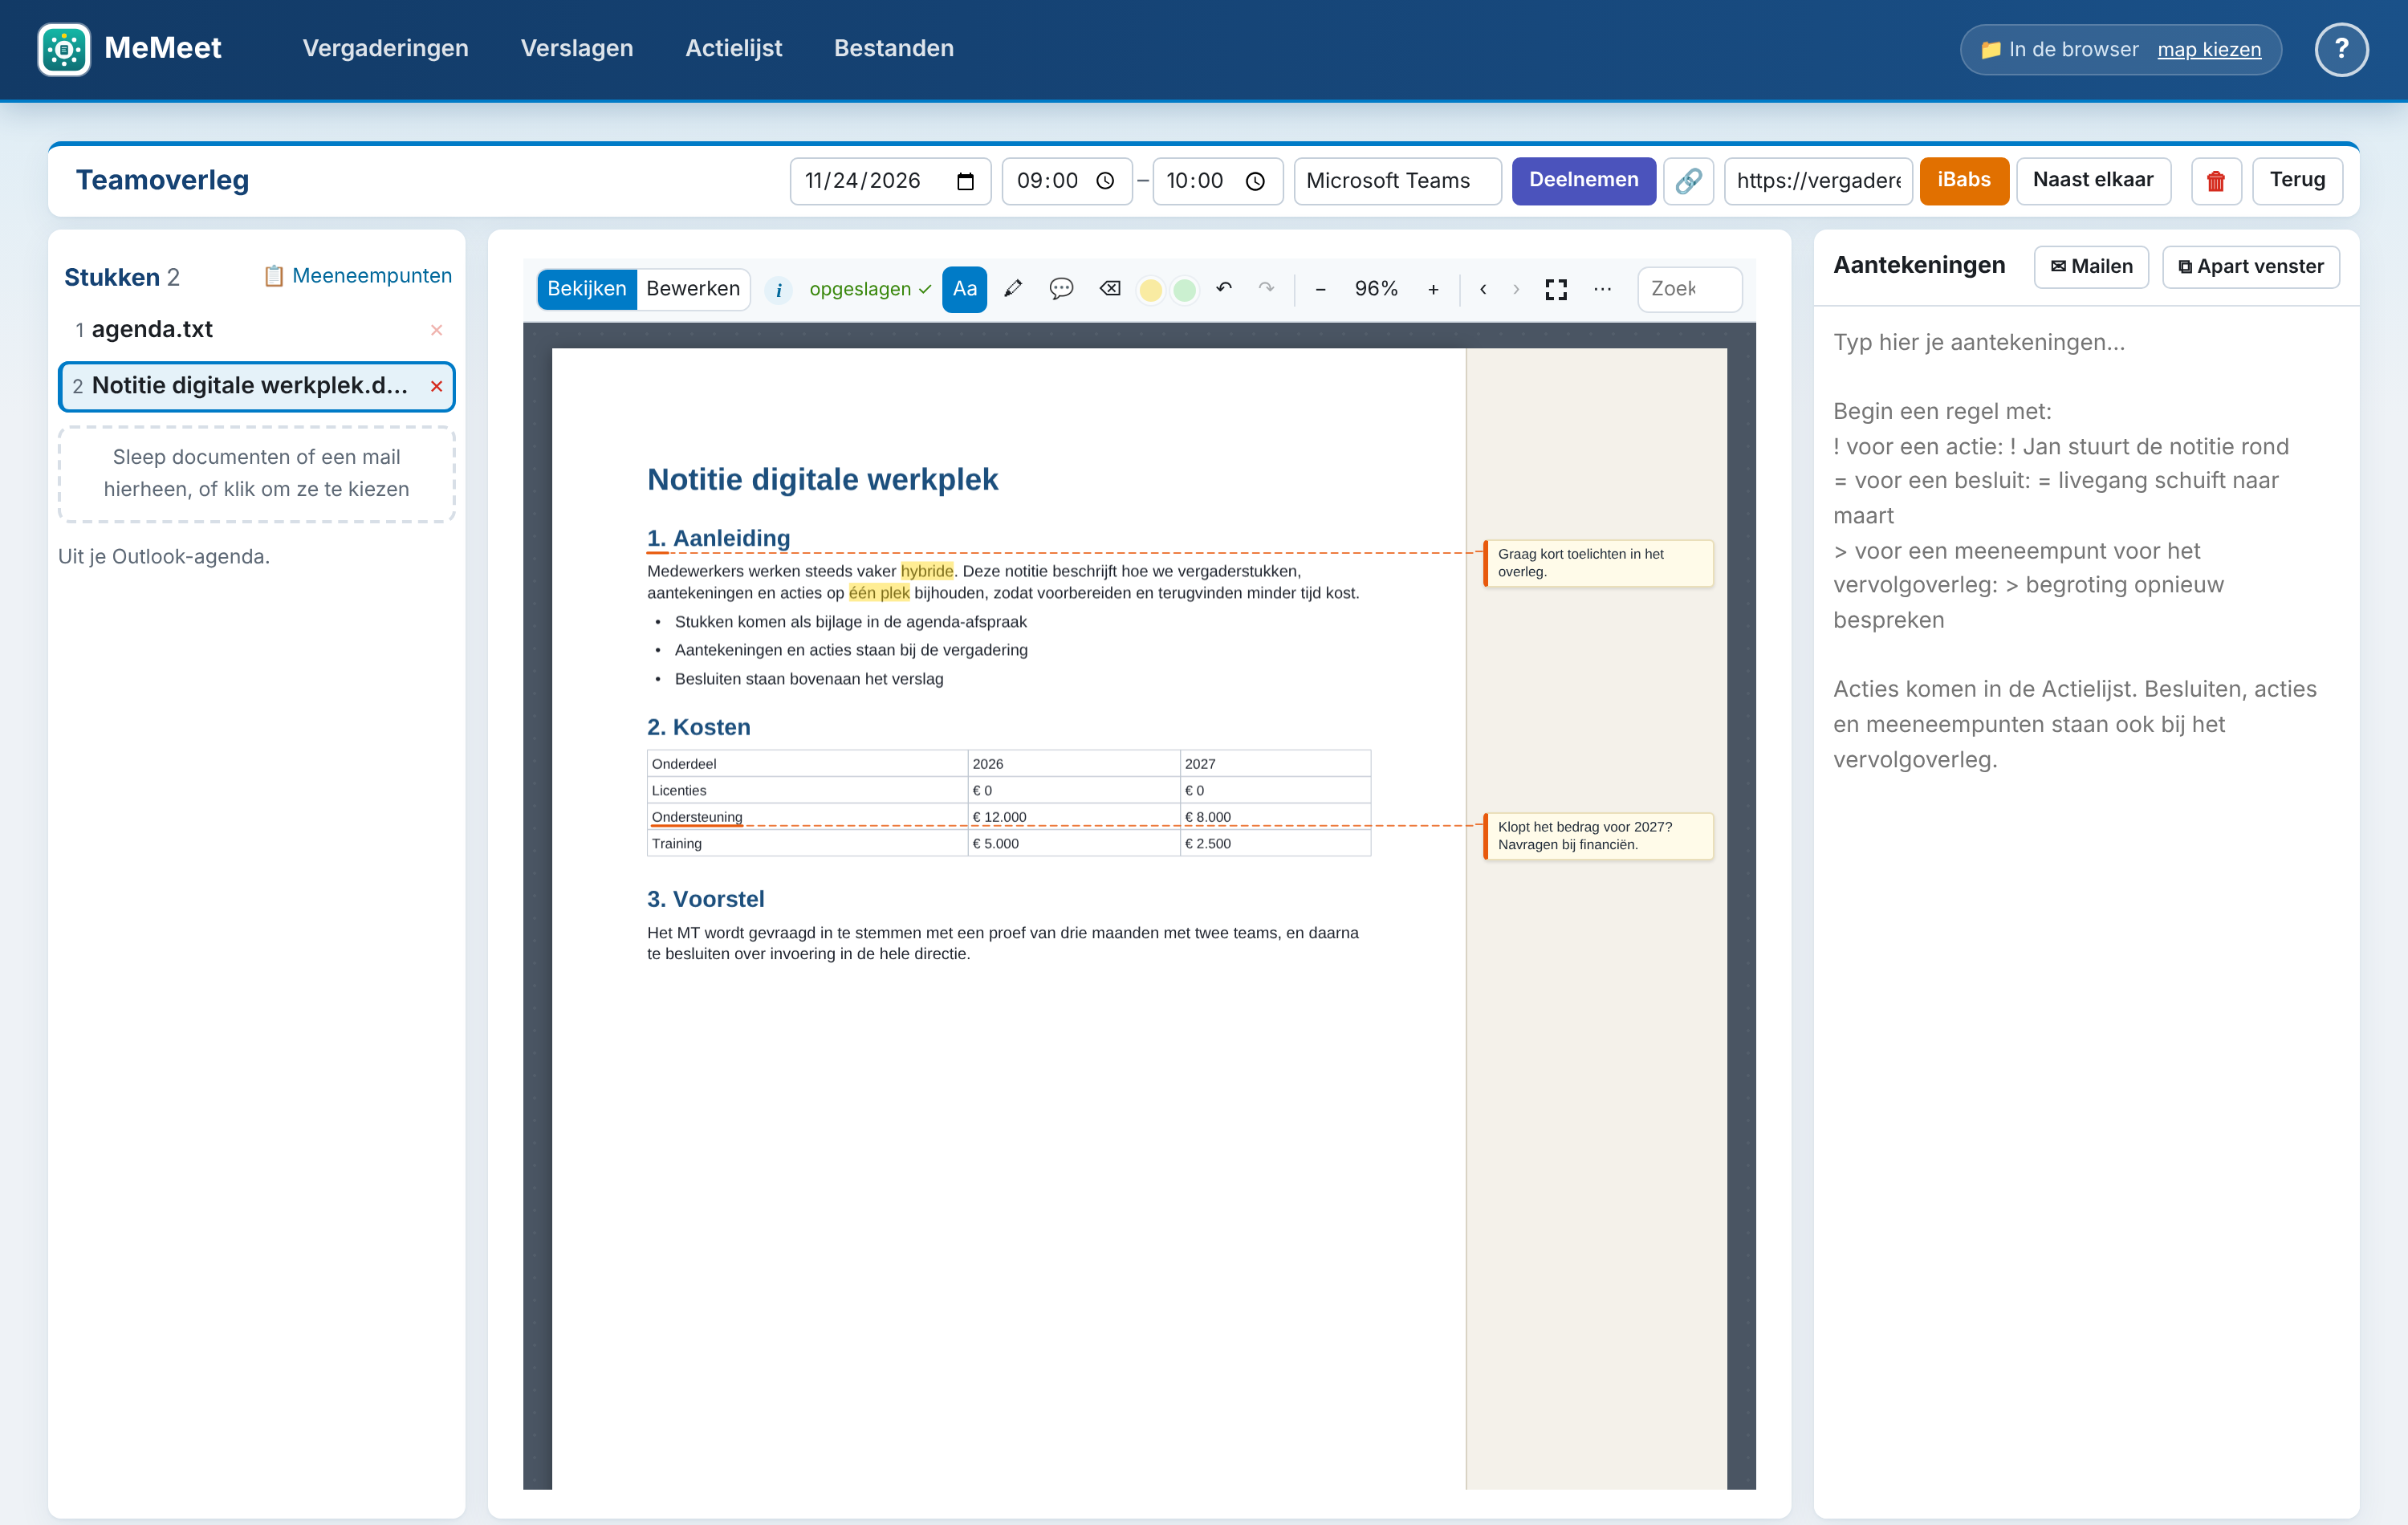 MeMeet
Vergaderingen
Verslagen
Actielijst
Bestanden
In de browser map kiezen
?
Teamoverleg
11/24/2026
09:00 – 10:00
Microsoft Teams
Deelnemen
https://vergadere
iBabs
Naast elkaar
Terug
Stukken 2
Meeneempunten
1 agenda.txt ×
2 Notitie digitale werkplek.d... ×
Sleep documenten of een mail
hierheen, of klik om ze te kiezen
Uit je Outlook-agenda.
Bekijken Bewerken i opgeslagen ✓ Aa − 96% + ‹ › ⋯ Zoek
Notitie digitale werkplek
1. Aanleiding
Medewerkers werken steeds vaker hybride. Deze notitie beschrijft hoe we vergaderstukken,
aantekeningen en acties op één plek bijhouden, zodat voorbereiden en terugvinden minder tijd kost.
• Stukken komen als bijlage in de agenda-afspraak
• Aantekeningen en acties staan bij de vergadering
• Besluiten staan bovenaan het verslag
2. Kosten
Onderdeel 2026 2027
Licenties € 0 € 0
Ondersteuning € 12.000 € 8.000
Training € 5.000 € 2.500
3. Voorstel
Het MT wordt gevraagd in te stemmen met een proef van drie maanden met twee teams, en daarna
te besluiten over invoering in de hele directie.
Graag kort toelichten in het
overleg.
Klopt het bedrag voor 2027?
Navragen bij financiën.
Aantekeningen
Mailen
Apart venster
Typ hier je aantekeningen...
Begin een regel met:
! voor een actie: ! Jan stuurt de notitie rond
= voor een besluit: = livegang schuift naar
maart
> voor een meeneempunt voor het
vervolgoverleg: > begroting opnieuw
bespreken
Acties komen in de Actielijst. Besluiten, acties
en meeneempunten staan ook bij het
vervolgoverleg.